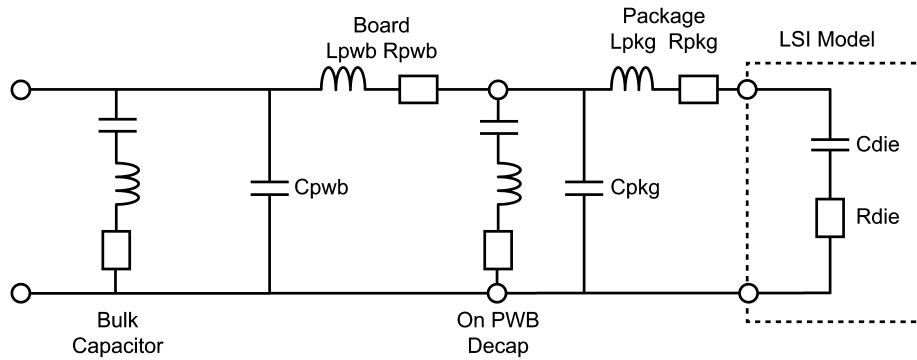 Board
Lpwb Rpwb
Package
Lpkg Rpkg
LSI Model
Cdie
Cpwb
Cpkg
Rdie
Bulk
Capacitor
On PWB
Decap